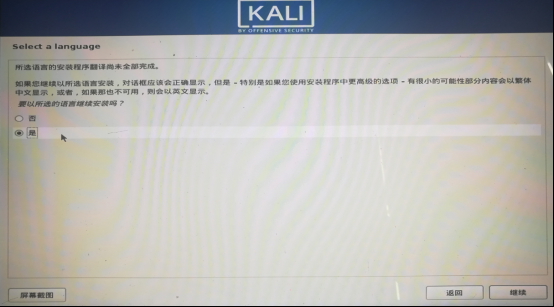 KALI
BY OFFENSIVE SECURITY
Select a language
所选语言的安装程序翻译尚未全部完成。
如果您继续以所选语言安装，对话框应该会正确显示，但是 - 特别是如果您使用安装程序中更高级的选项 - 有很小的可能性部分内容会以繁体
中文显示，或者，如果那也不可用，则会以英文显示。
要以所选的语言继续安装吗？
否
是
屏幕截图
返回
继续